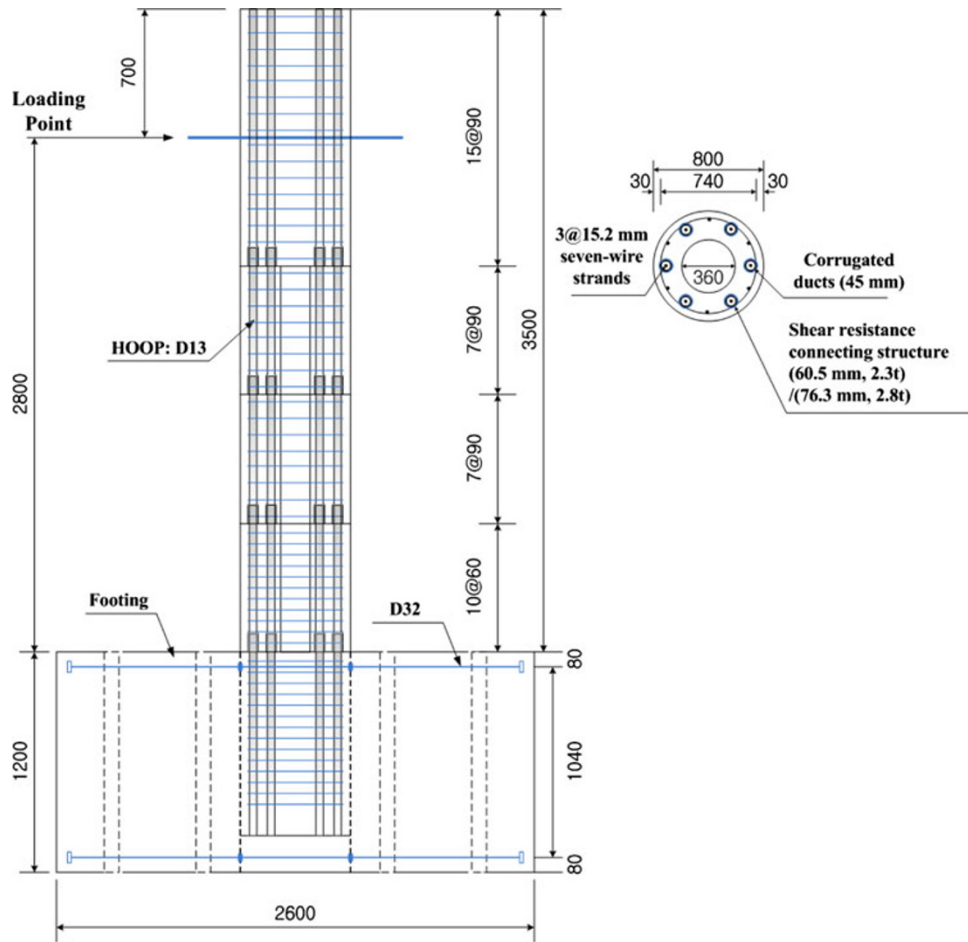 700
Loading
Point
15@90
800
30
740
30
3@15.2 mm
seven-wire
strands
360
Corrugated
ducts (45 mm)
Shear resistance
connecting structure
(60.5 mm, 2.3t)
/(76.3 mm, 2.8t)
3500
HOOP: D13
7@90
2800
7@90
10@60
Footing
D32
80
1200
1040
80
2600